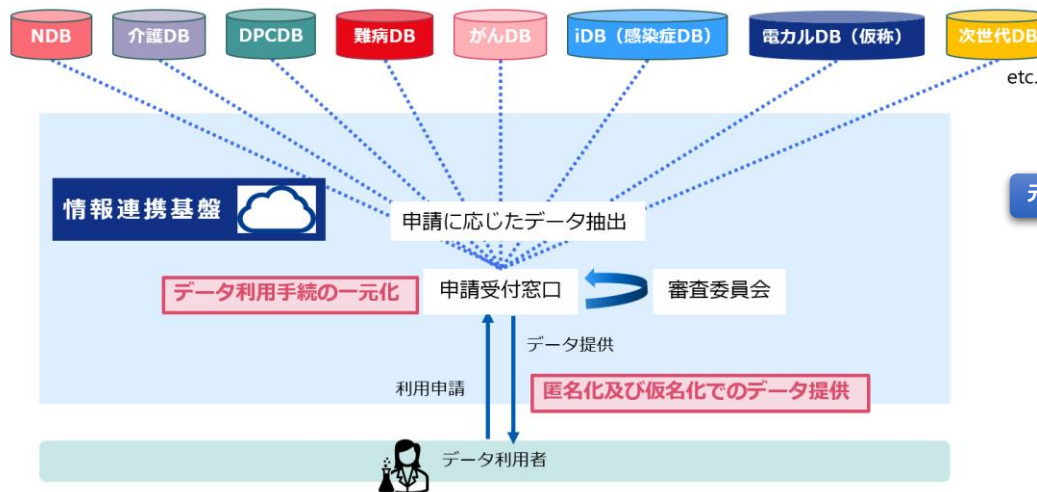 NDB
介護DB
DPCDB
難病DB
がんDB
iDB（感染症DB）
電カルDB（仮称）
次世代DB
etc.
情報連携基盤
申請に応じたデータ抽出
データ利用手続の一元化
申請受付窓口
審査委員会
データ提供
利用申請
匿名化及び仮名化でのデータ提供
データ利用者